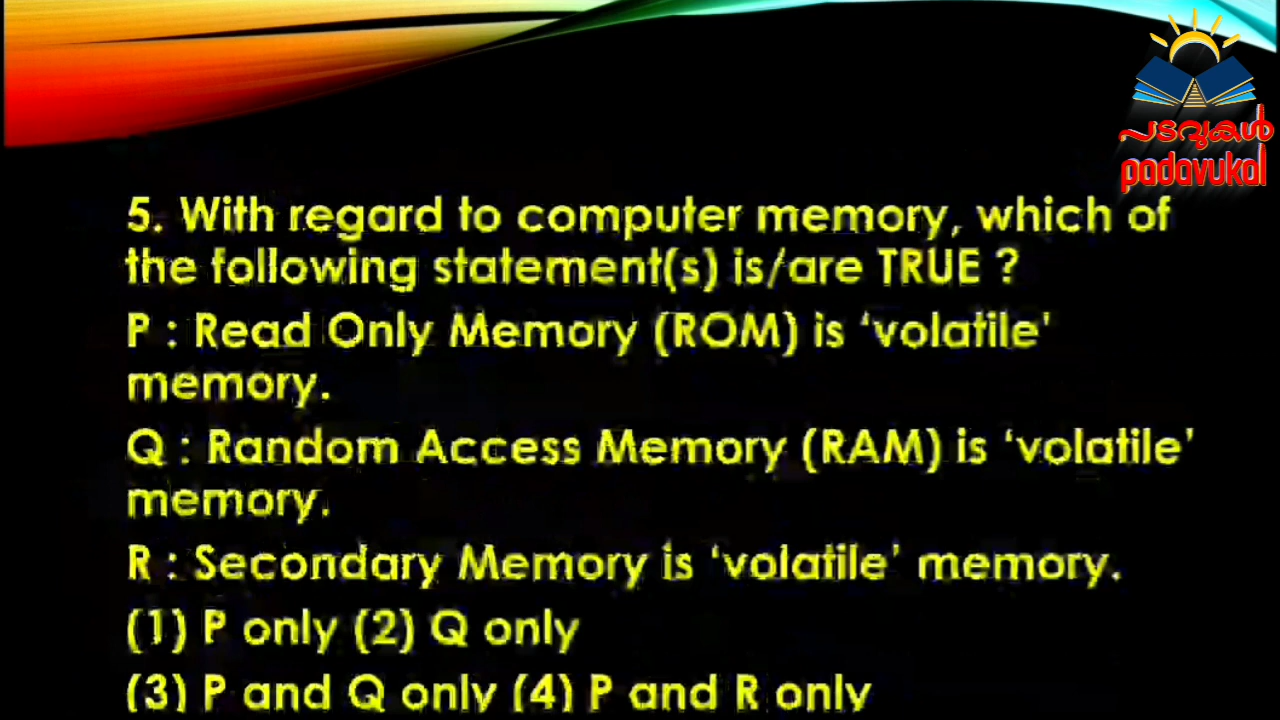 പടവുകൾ
padavukal
5. With regard to computer memory, which of
the following statement(s) is/are TRUE ?
P : Read Only Memory (ROM) is ‘volatile’
memory.
Q : Random Access Memory (RAM) is ‘volatile’
memory.
R : Secondary Memory is ‘volatile’ memory.
(1) P only (2) Q only
(3) P and Q only (4) P and R only